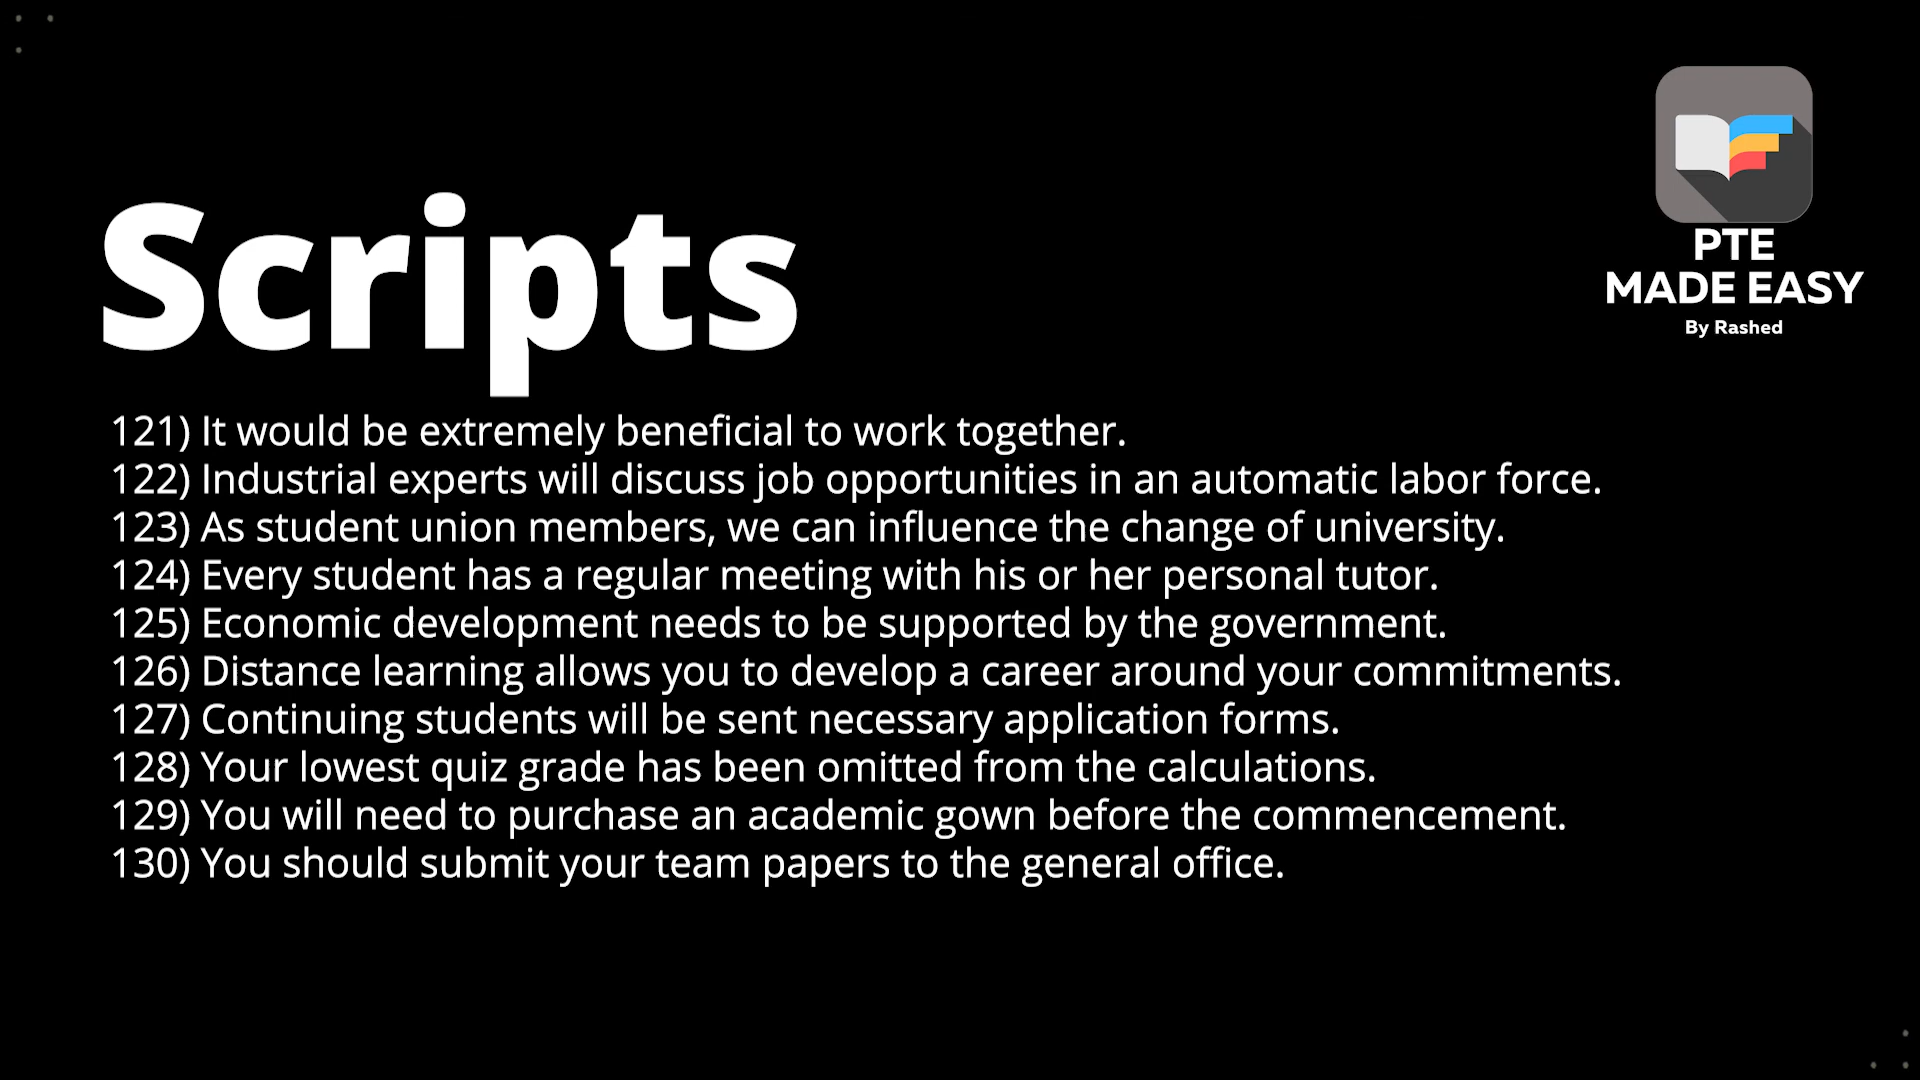 Scripts
PTE
MADE EASY
By Rashed
121) It would be extremely beneficial to work together.
122) Industrial experts will discuss job opportunities in an automatic labor force.
123) As student union members, we can influence the change of university.
124) Every student has a regular meeting with his or her personal tutor.
125) Economic development needs to be supported by the government.
126) Distance learning allows you to develop a career around your commitments.
127) Continuing students will be sent necessary application forms.
128) Your lowest quiz grade has been omitted from the calculations.
129) You will need to purchase an academic gown before the commencement.
130) You should submit your team papers to the general office.